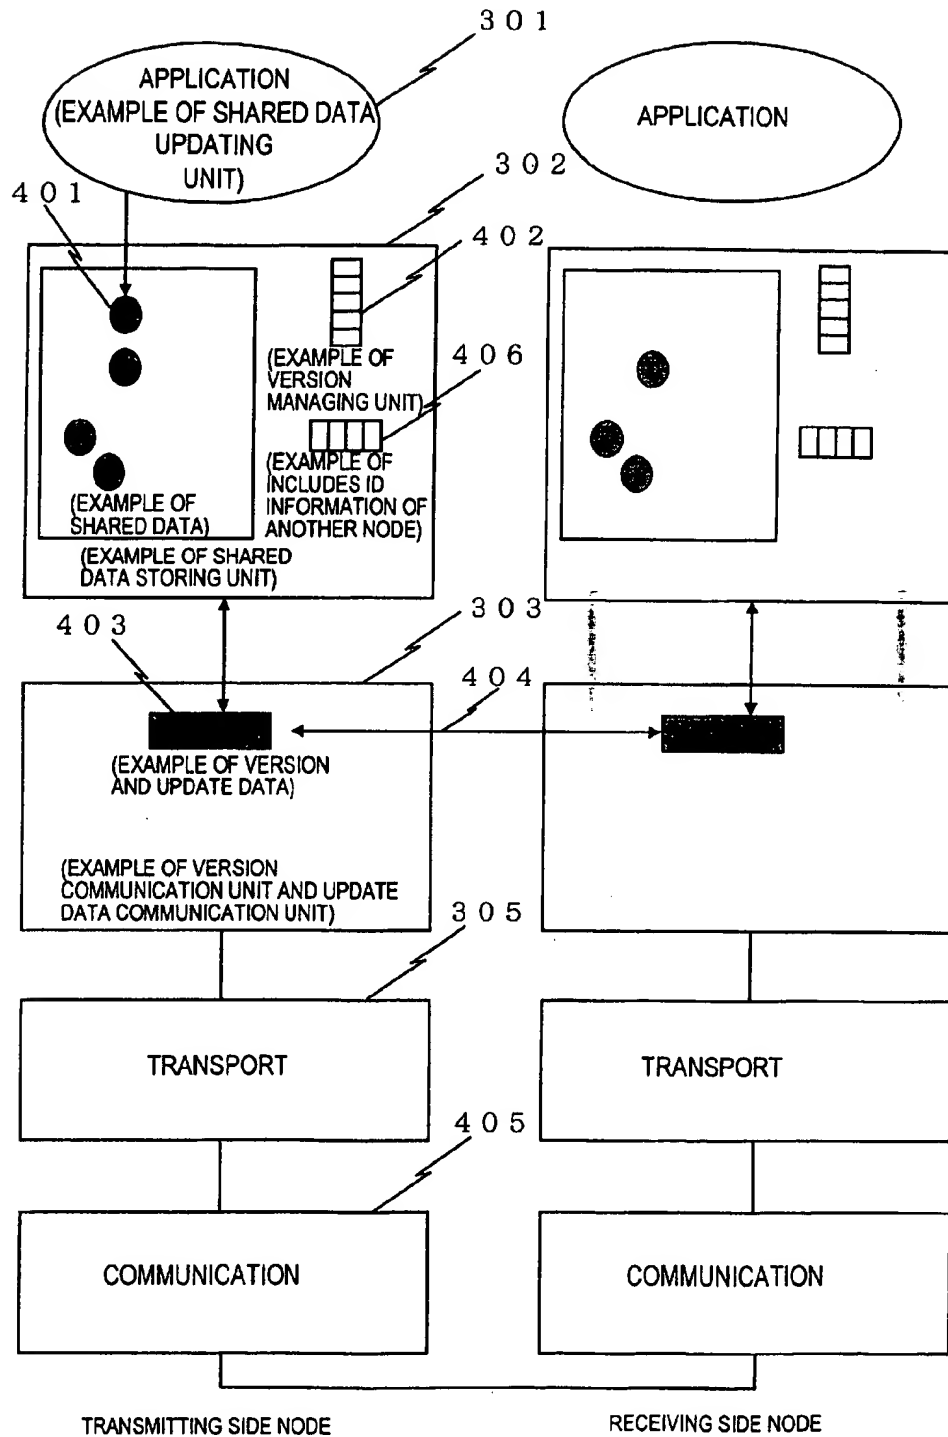 301
APPLICATION
(EXAMPLE OF SHARED DATA
UPDATING
UNIT)
APPLICATION
401
302
402
406
(EXAMPLE OF
VERSION
MANAGING UNIT)
(EXAMPLE OF
INCLUDES ID
INFORMATION OF
ANOTHER NODE)
(EXAMPLE OF
SHARED DATA)
(EXAMPLE OF SHARED
DATA STORING UNIT)
403
303
404
(EXAMPLE OF VERSION
AND UPDATE DATA)
(EXAMPLE OF VERSION
COMMUNICATION UNIT AND UPDATE
DATA COMMUNICATION UNIT)
305
TRANSPORT
TRANSPORT
405
COMMUNICATION
COMMUNICATION
TRANSMITTING SIDE NODE
RECEIVING SIDE NODE